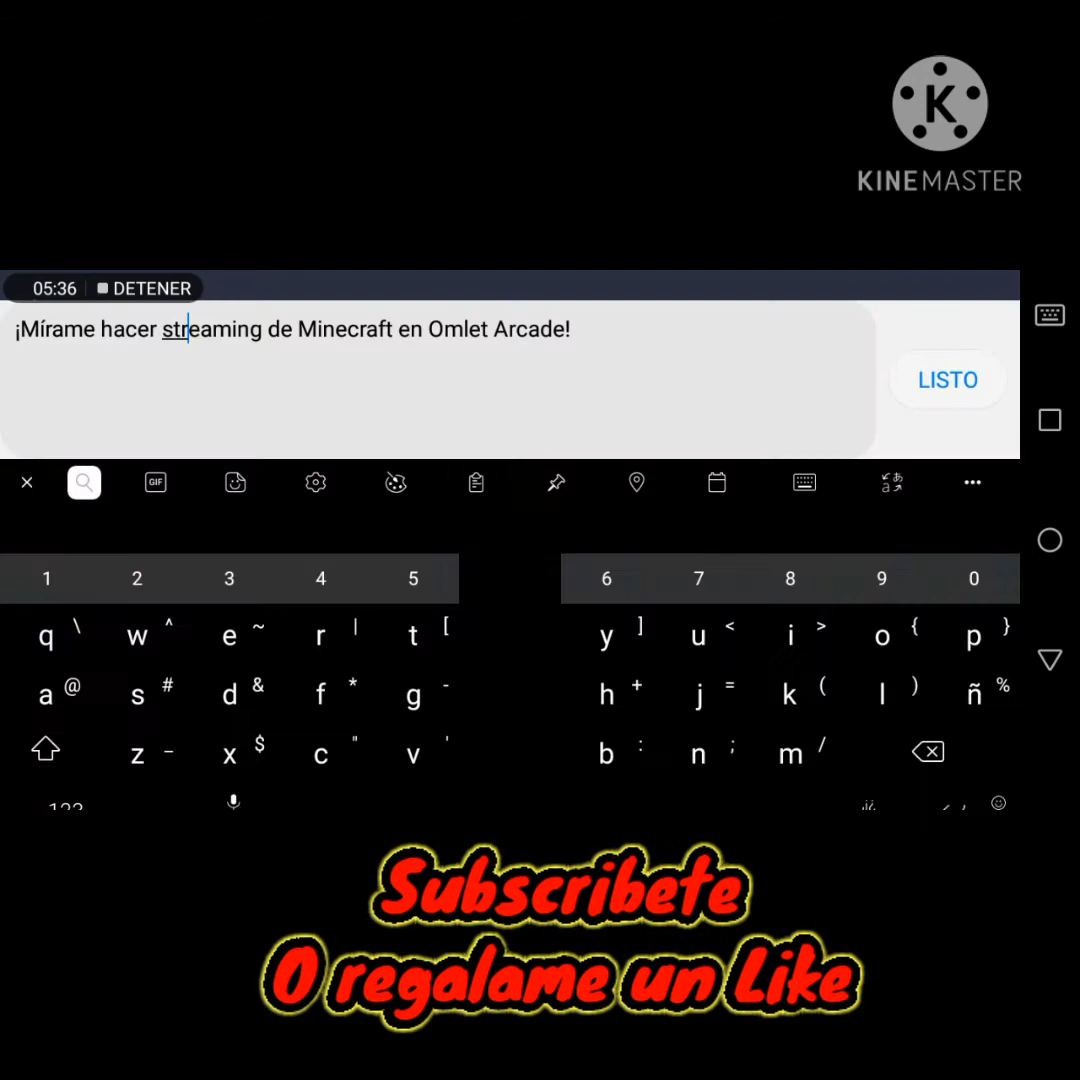 K
KINEMASTER
05:36 DETENER
¡Mírame hacer streaming de Minecraft en Omlet Arcade!
LISTO
GIF
1 2 3 4 5 6 7 8 9 0
q \ w ^ e ~ r | t [ y ] u < i > o { p }
a @ s # d & f * g - h + j = k ( l ) ñ %
z _ x $ c " v ' b : n ; m /
Subscribete
O regalame un Like